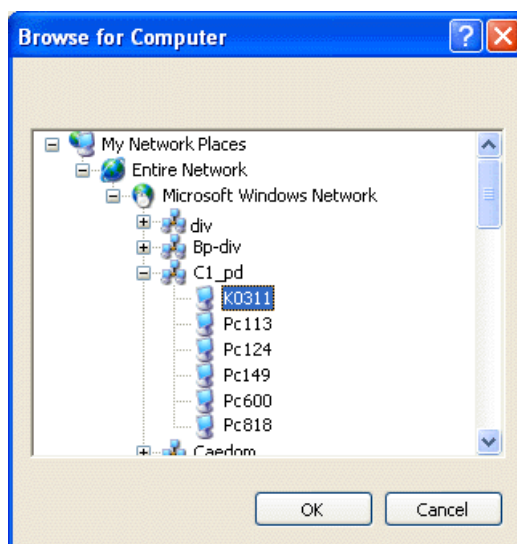 Browse for Computer
My Network Places
Entire Network
Microsoft Windows Network
div
Bp-div
C1_pd
K0311
Pc113
Pc124
Pc149
Pc600
Pc818
Caedom
OK Cancel